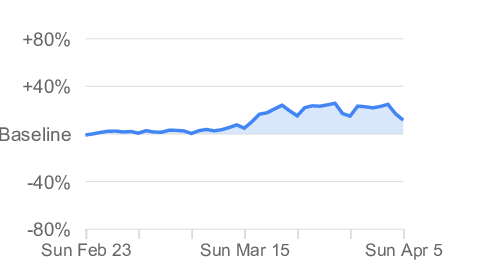 +80%
+40%
Baseline
-40%
-80%
Sun Feb 23
Sun Mar 15
Sun Apr 5